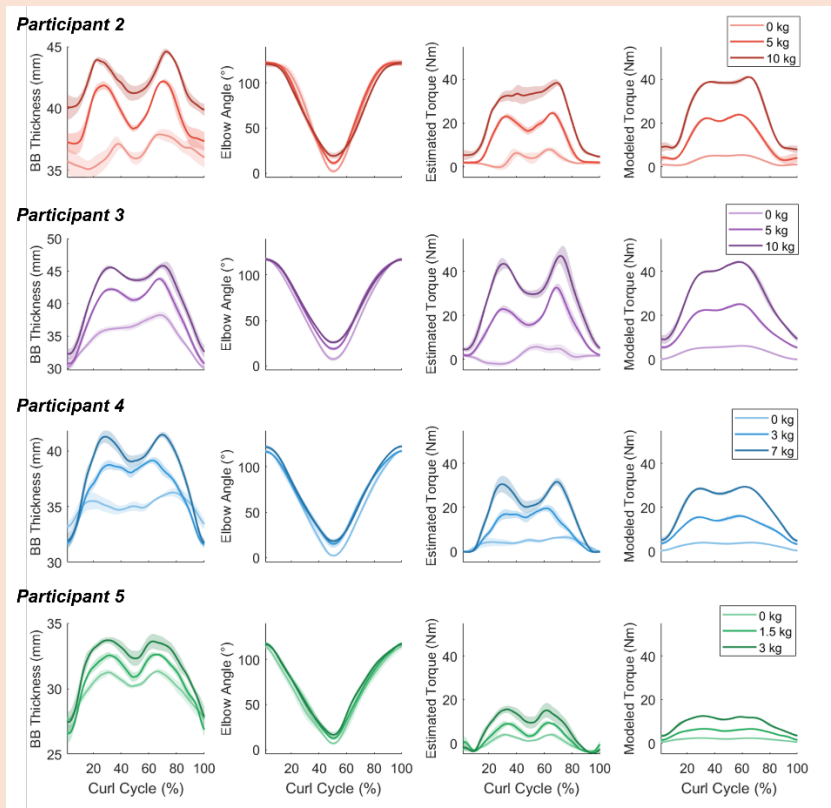 Participant 2
BB Thickness (mm)
45
40
35
Elbow Angle (°)
100
50
0
Estimated Torque (Nm)
40
20
0
Modeled Torque (Nm)
40
20
0
0 kg
5 kg
10 kg
Participant 3
BB Thickness (mm)
50
45
40
35
30
Elbow Angle (°)
100
50
0
Estimated Torque (Nm)
40
20
0
Modeled Torque (Nm)
40
20
0
0 kg
5 kg
10 kg
Participant 4
BB Thickness (mm)
40
35
30
Elbow Angle (°)
100
50
0
Estimated Torque (Nm)
40
20
0
Modeled Torque (Nm)
40
20
0
0 kg
3 kg
7 kg
Participant 5
BB Thickness (mm)
35
30
25
20 40 60 80 100
Curl Cycle (%)
Elbow Angle (°)
100
50
0
20 40 60 80 100
Curl Cycle (%)
Estimated Torque (Nm)
40
20
0
20 40 60 80 100
Curl Cycle (%)
Modeled Torque (Nm)
40
20
0
20 40 60 80 100
Curl Cycle (%)
0 kg
1.5 kg
3 kg